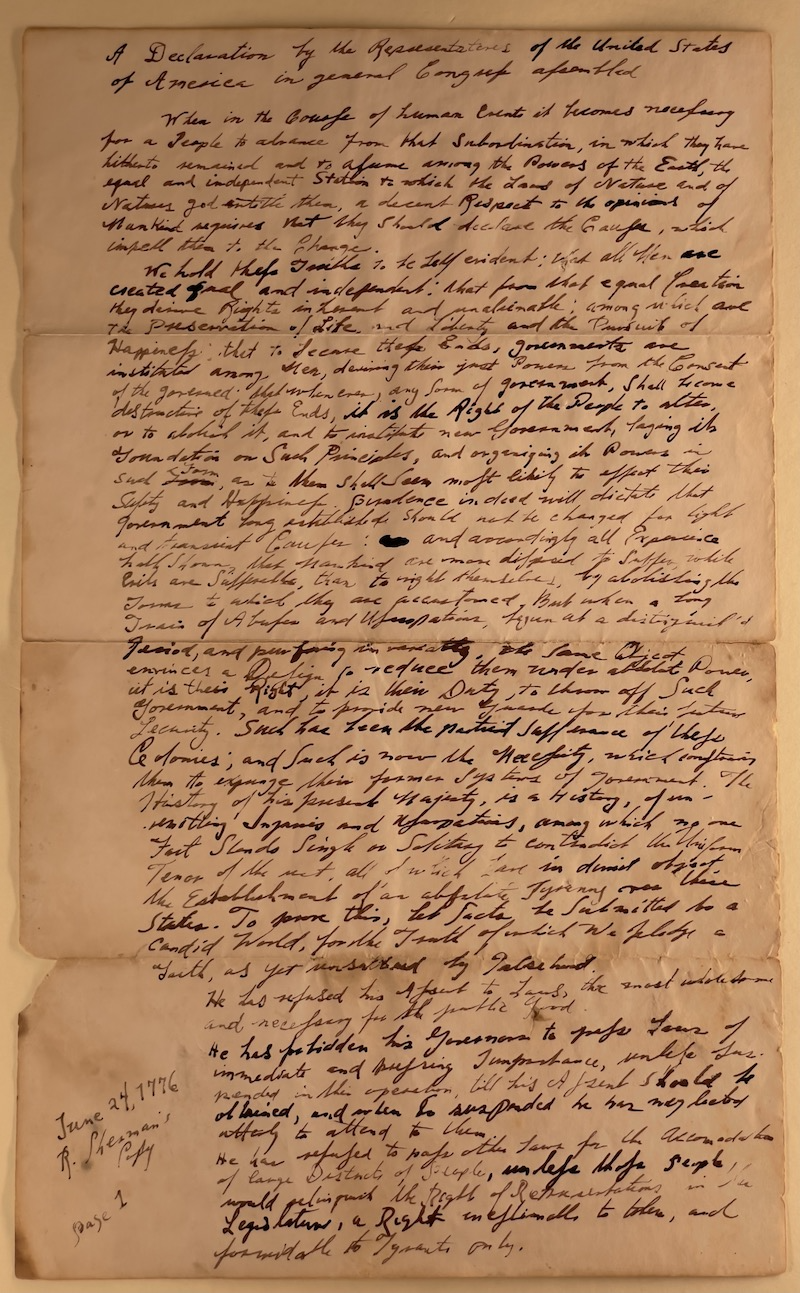 A Declaration by the Representatives of the United States
of America in general Congress assembled
When in the Course of human Events it becomes necessary
for a People to advance from that Subordination, in which they have
hitherto remained and to assume among the Powers of the Earth, the
equal and independent Station to which the Laws of Nature and of
Natures god entitle them, a decent Respect to the opinions of
Mankind requires that they Should declare the Causes, which
impell them to the Change.
We hold these Truths to be Self evident; that all Men are
created equal and independent; that from that equal Creation
they derive Rights inherent and unalienable; among which are
the Preservation of Life, and Liberty and the Pursuit of
Happiness; that to Secure these Ends, governments are
instituted among Men, deriving their just Powers from the Consent
of the governed; that whenever, any form of government, Shall become
destructive of these Ends, it is the Right of the People to alter,
or to abolish it, and to institute new Government, laying its
Foundation on Such Principles, and organizing its Powers in
Such Form, as to them Shall Seem most likely to effect their
Safety and Happiness. Prudence indeed will dictate that
Government long established Should not be changed for light
and transient Causes: and accordingly all Experience
hath Shown, that Mankind are more disposed to Suffer, while
Evils are Sufferable, than to right themselves, by abolishing the
Forms to which they are accustomed. But when a long
Train of Abuses and Usurpations, begun at a distinguish'd
Period, and pursuing invariably, the Same Object,
envinces a Design to reduce them under absolute Power,
it is their Right, it is their Duty, to throw off Such
Government, and to provide new Guards for their future
Security. Such has been the patient Sufferance of these
Colonies; and Such is now the Necessity, which constrains
them to expunge their former Systems of Government. The
History of his present Majesty, is a History, of un-
remitting Injuries and Usurpations, among which no one
Fact Stands Single or Solitary to contradict the Uniform
Tenor of the rest, all of which have in direct object,
the Establishment of an absolute Tyranny over these
States. To prove this, let Facts be Submitted to a
Candid World, for the Truth of which We pledge a
Faith, as yet unsullied by Falsehood.
He has refused his Assent to Laws, the most wholesome
and necessary for the public Good.
He has forbidden his Governors to pass Laws of
immediate and pressing Importance, unless sus-
pended in their operation, till his Assent Should be
obtained, and when So suspended he has neglected
utterly to attend to them.
He has refused to pass other Laws for the Accomodation
of large Districts of People, unless those People
would relinquish the Right of Representation in the
Legislature, a Right inestimable to them, and
formidable to Tyrants only.
June 24, 1776
R. Sherman's
Copy
page 1